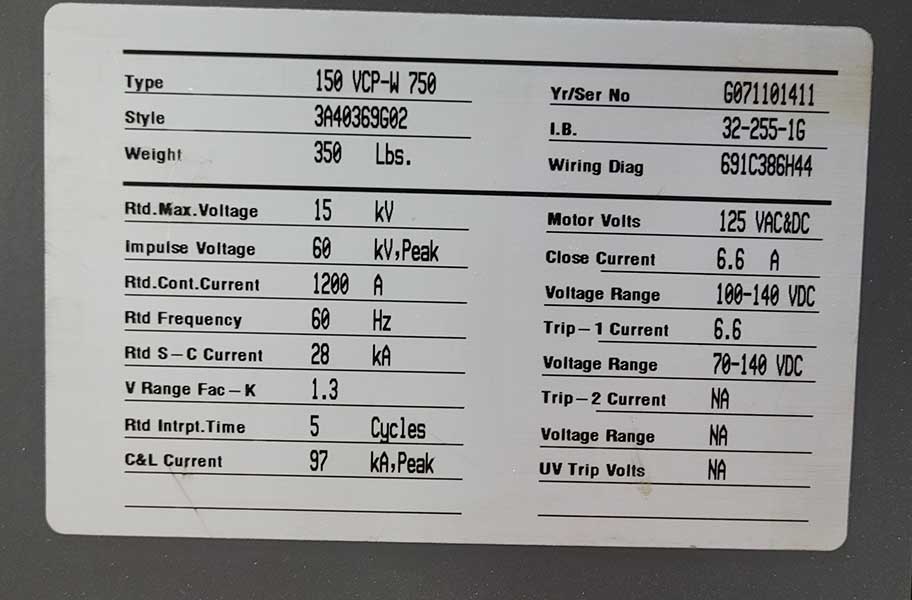 Type 150 VCP-W 750
Style 3A40369G02
Weight 350 Lbs.
Yr/Ser No G071101411
I.B. 32-255-1G
Wiring Diag 691C386H44
Rtd.Max.Voltage 15 kV
Impulse Voltage 60 kV,Peak
Rtd.Cont.Current 1200 A
Rtd Frequency 60 Hz
Rtd S-C Current 28 kA
V Range Fac-K 1.3
Rtd Intrpt.Time 5 Cycles
C&L Current 97 kA,Peak
Motor Volts 125 VAC&DC
Close Current 6.6 A
Voltage Range 100-140 VDC
Trip-1 Current 6.6
Voltage Range 70-140 VDC
Trip-2 Current NA
Voltage Range NA
UV Trip Volts NA